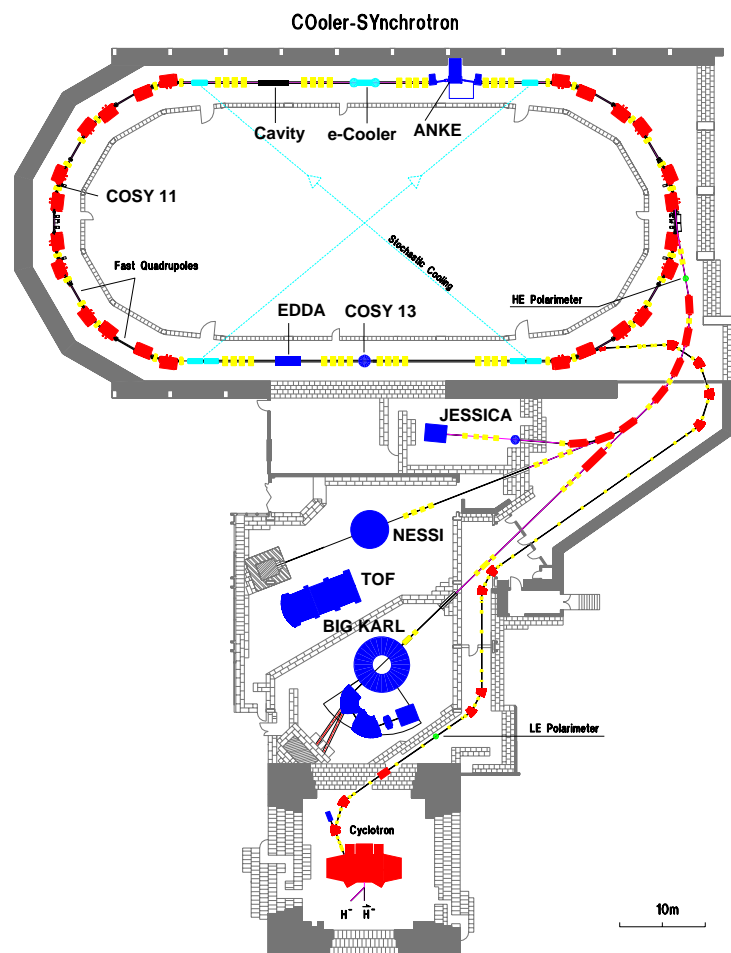 COoler-SYnchrotron
Cavity
e-Cooler
ANKE
COSY 11
Stochastic Cooling
Fast Quadrupoles
HE Polarimeter
EDDA
COSY 13
JESSICA
NESSI
TOF
BIG KARL
LE Polarimeter
Cyclotron
H⁻ H⃗⁻
10m